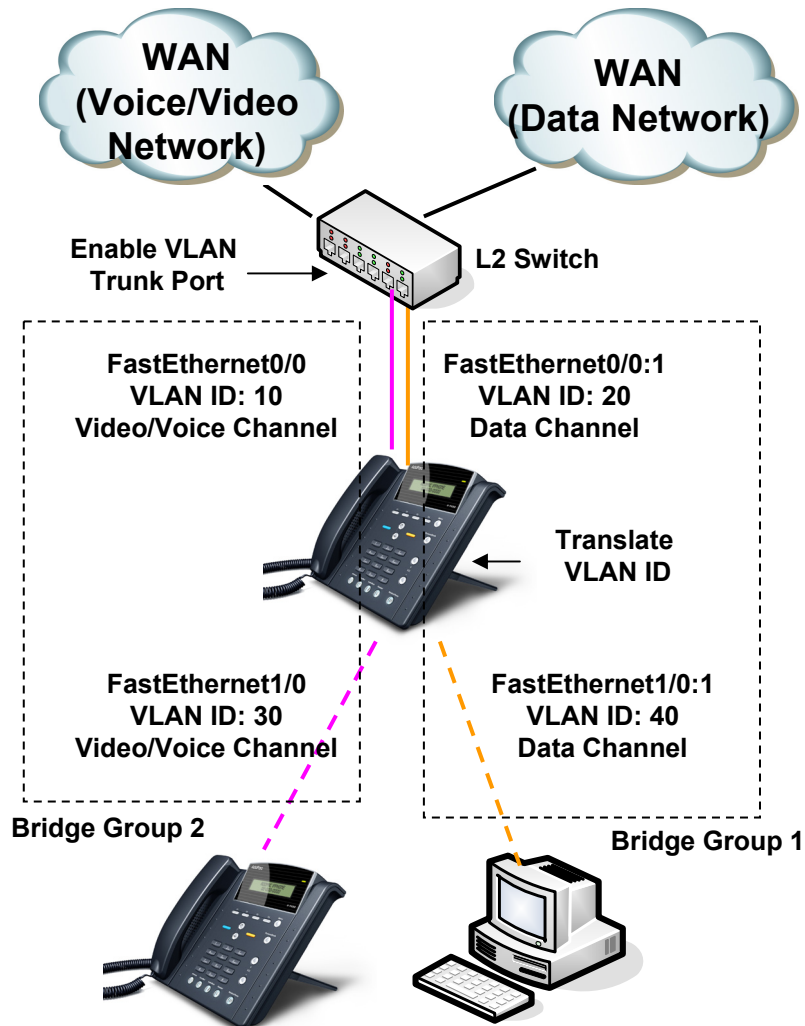 WAN
(Voice/Video
Network)
WAN
(Data Network)
Enable VLAN
Trunk Port
L2 Switch
FastEthernet0/0
VLAN ID: 10
Video/Voice Channel
FastEthernet0/0:1
VLAN ID: 20
Data Channel
Translate
VLAN ID
FastEthernet1/0
VLAN ID: 30
Video/Voice Channel
FastEthernet1/0:1
VLAN ID: 40
Data Channel
Bridge Group 2
Bridge Group 1